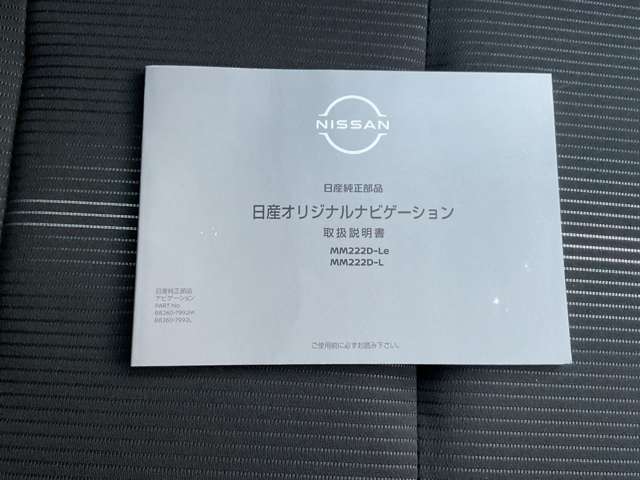 NISSAN
日産純正部品
日産オリジナルナビゲーション
取扱説明書
MM222D-Le
MM222D-L
日産純正部品
ナビゲーション
PART.No
ご使用前に必ずお読み下さい。